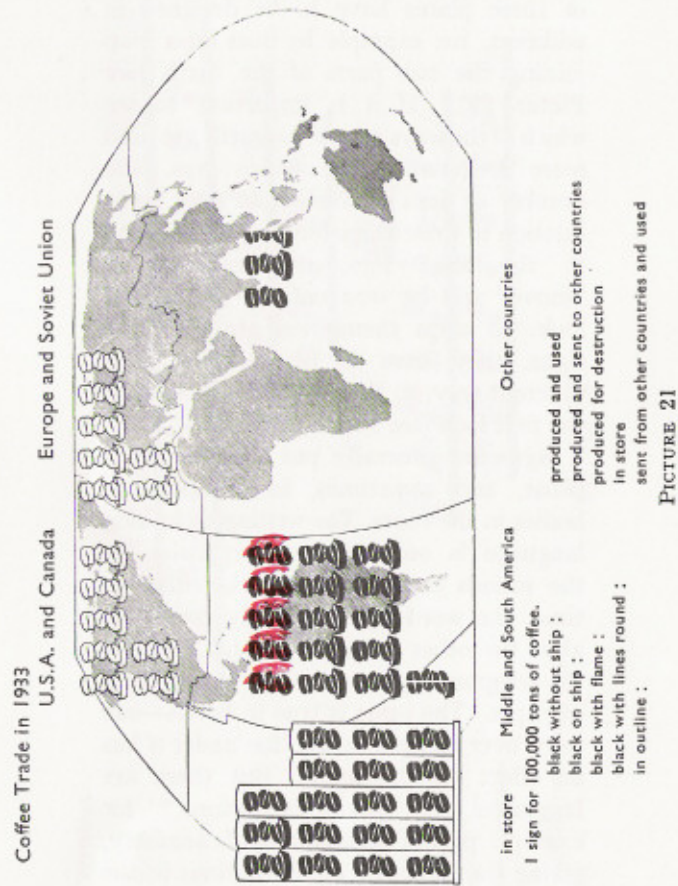 Coffee Trade in 1933
U.S.A. and Canada Europe and Soviet Union
in store Middle and South America Other countries
1 sign for 100,000 tons of coffee.
black without ship : produced and used
black on ship : produced and sent to other countries
black with flame : produced for destruction
black with lines round : in store
in outline : sent from other countries and used
PICTURE 21